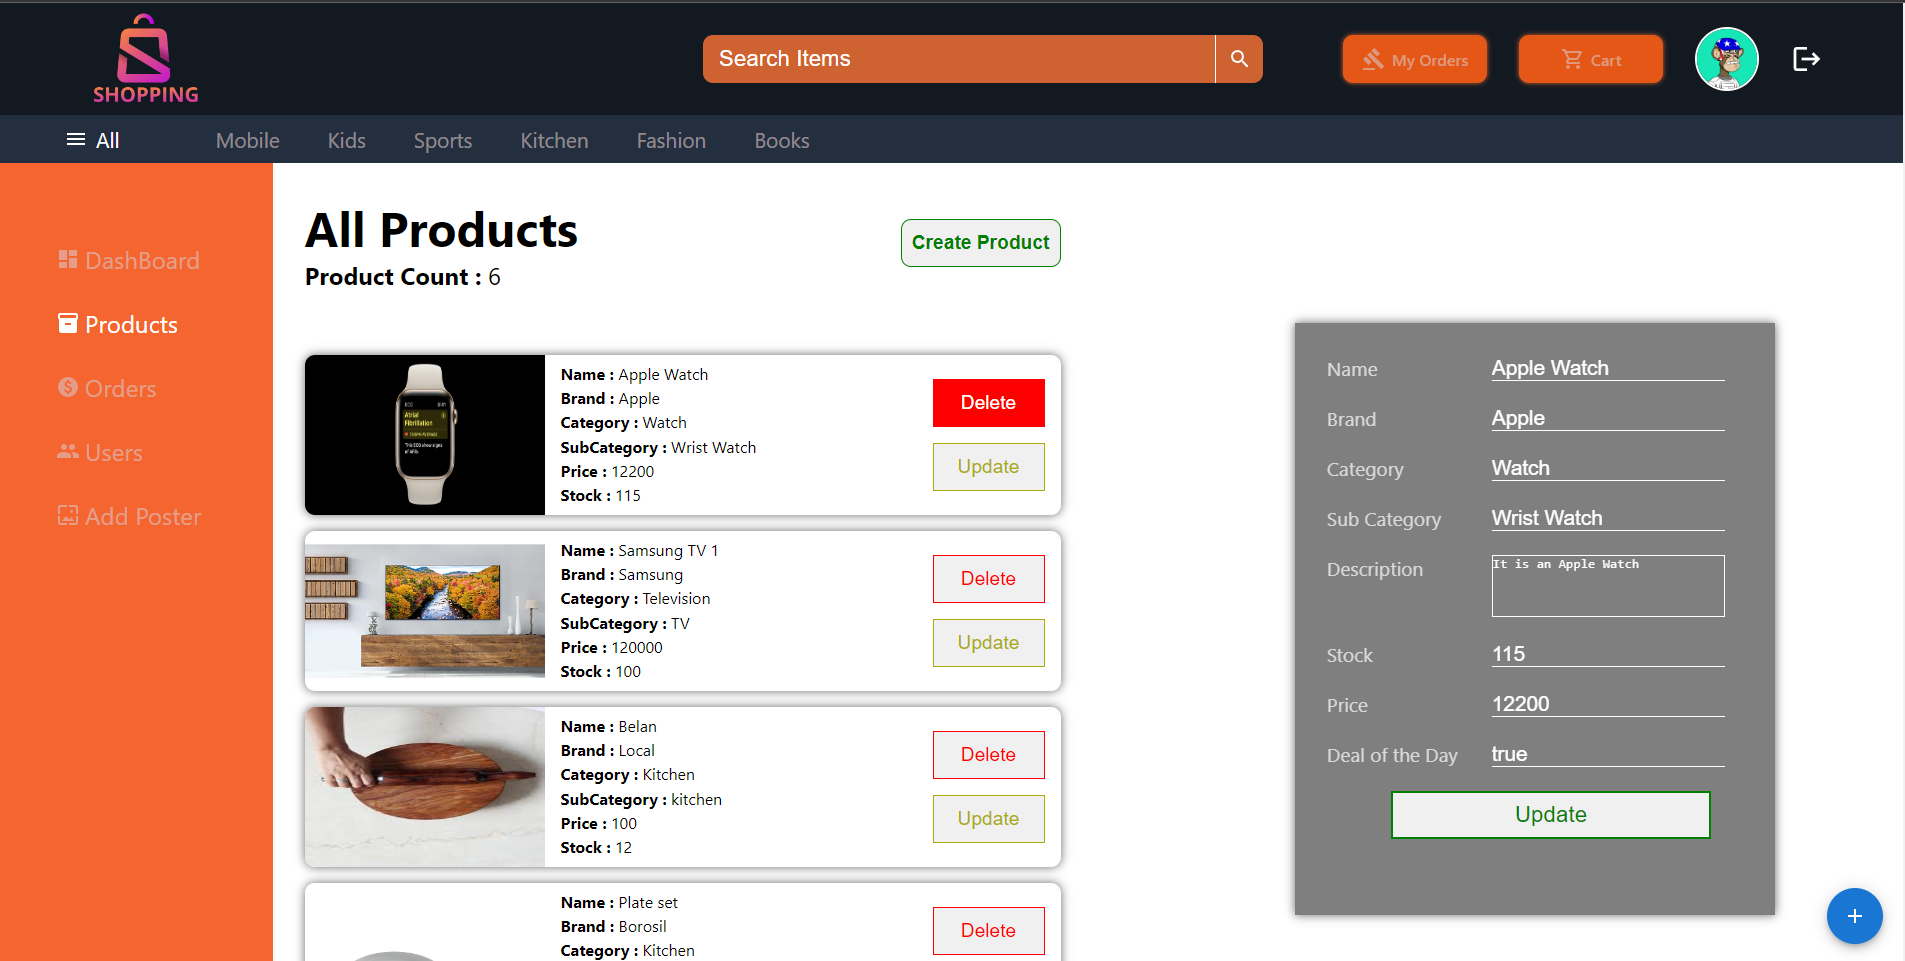 SHOPPING
Search Items
My Orders
Cart
All
Mobile
Kids
Sports
Kitchen
Fashion
Books
DashBoard
Products
Orders
Users
Add Poster
All Products
Product Count : 6
Create Product
Name : Apple Watch
Brand : Apple
Category : Watch
SubCategory : Wrist Watch
Price : 12200
Stock : 115
Delete
Update
Atrial
Fibrillation
Name : Samsung TV 1
Brand : Samsung
Category : Television
SubCategory : TV
Price : 120000
Stock : 100
Delete
Update
Name : Belan
Brand : Local
Category : Kitchen
SubCategory : kitchen
Price : 100
Stock : 12
Delete
Update
Name : Plate set
Brand : Borosil
Category : Kitchen
Delete
Name
Apple Watch
Brand
Apple
Category
Watch
Sub Category
Wrist Watch
Description
It is an Apple Watch
Stock
115
Price
12200
Deal of the Day
true
Update